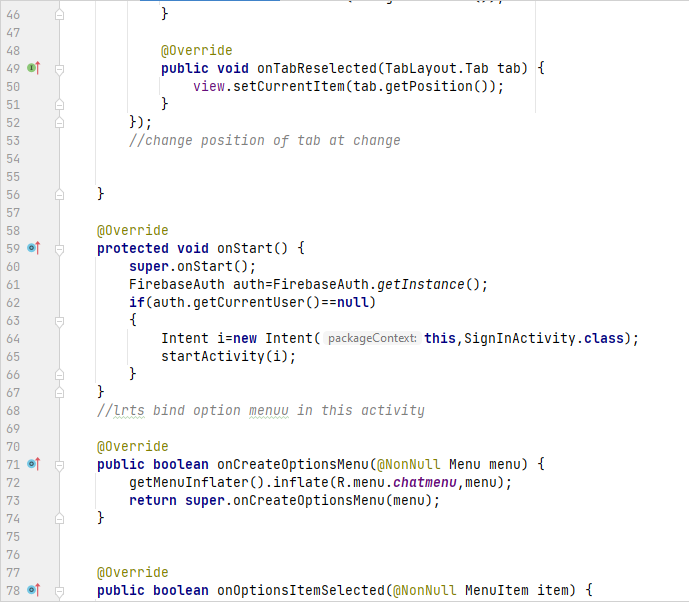 46 }
47
48 @Override
49 public void onTabReselected(TabLayout.Tab tab) {
50 view.setCurrentItem(tab.getPosition());
51 }
52 });
53 //change position of tab at change
54
55
56 }
57
58 @Override
59 protected void onStart() {
60 super.onStart();
61 FirebaseAuth auth=FirebaseAuth.getInstance();
62 if(auth.getCurrentUser()==null)
63 {
64 Intent i=new Intent( packageContext: this,SignInActivity.class);
65 startActivity(i);
66 }
67 }
68 //lrts bind option menuu in this activity
69
70 @Override
71 public boolean onCreateOptionsMenu(@NonNull Menu menu) {
72 getMenuInflater().inflate(R.menu.chatmenu,menu);
73 return super.onCreateOptionsMenu(menu);
74 }
75
76
77 @Override
78 public boolean onOptionsItemSelected(@NonNull MenuItem item) {